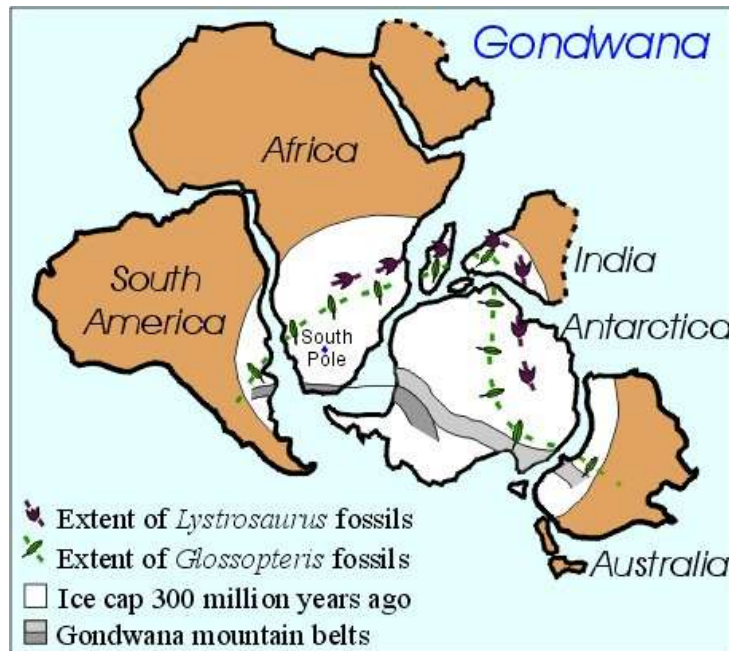 Gondwana
Africa
South
America
India
South
Pole
Antarctica
Australia
Extent of Lystrosaurus fossils
Extent of Glossopteris fossils
Ice cap 300 million years ago
Gondwana mountain belts